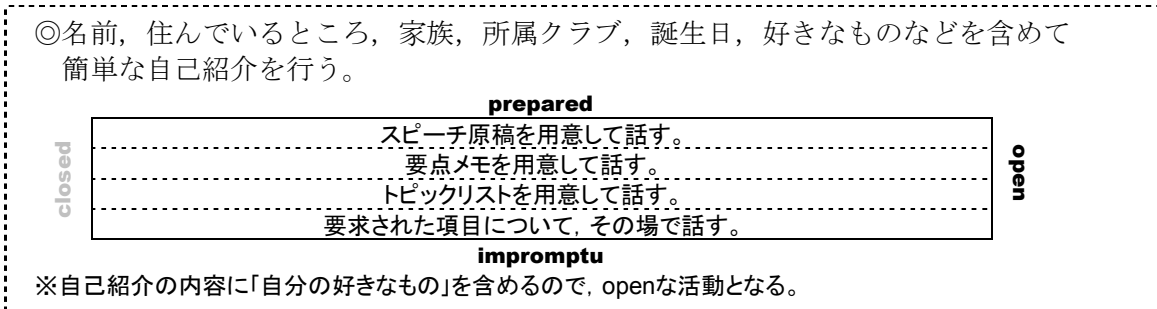 ◎名前，住んでいるところ，家族，所属クラブ，誕生日，好きなものなどを含めて
簡単な自己紹介を行う。
prepared
スピーチ原稿を用意して話す。
closed
要点メモを用意して話す。
open
トピックリストを用意して話す。
要求された項目について，その場で話す。
impromptu
※自己紹介の内容に「自分の好きなもの」を含めるので，openな活動となる。